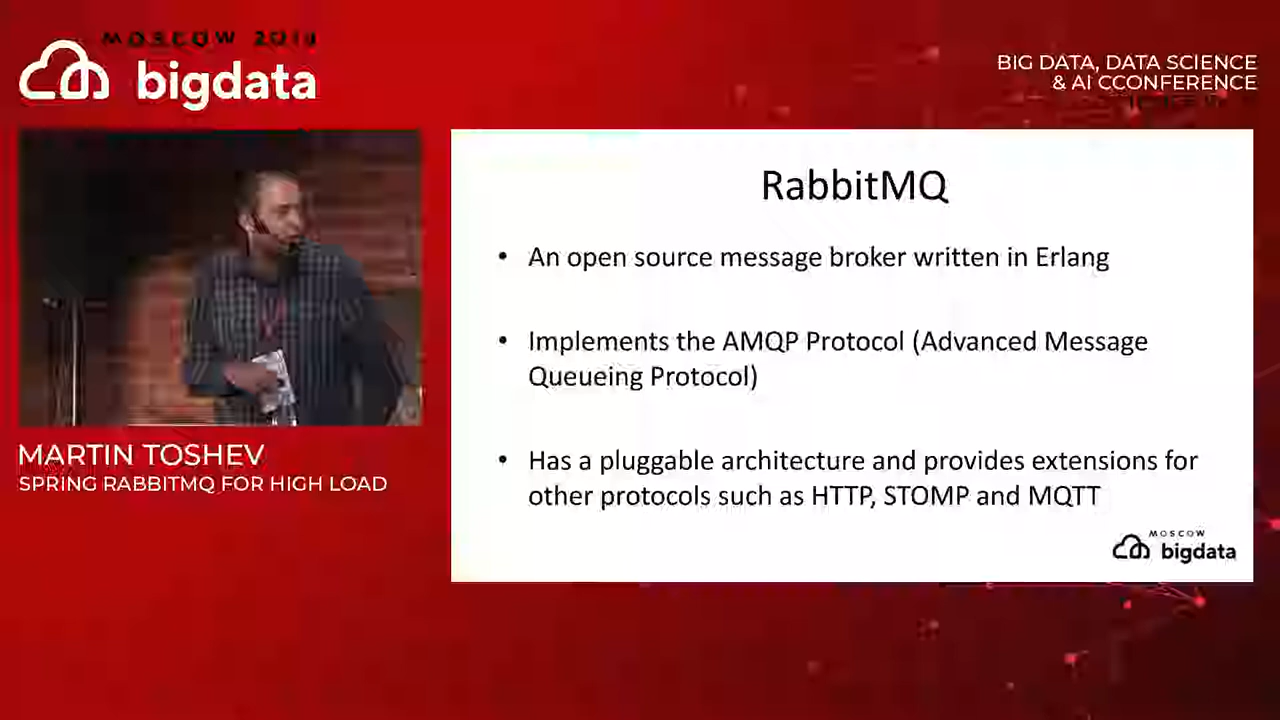 MOSCOW
bigdata
BIG DATA, DATA SCIENCE
& AI CCONFERENCE
RabbitMQ
• An open source message broker written in Erlang
• Implements the AMQP Protocol (Advanced Message
Queueing Protocol)
• Has a pluggable architecture and provides extensions for
other protocols such as HTTP, STOMP and MQTT
MOSCOW
bigdata
MARTIN TOSHEV
SPRING RABBITMQ FOR HIGH LOAD